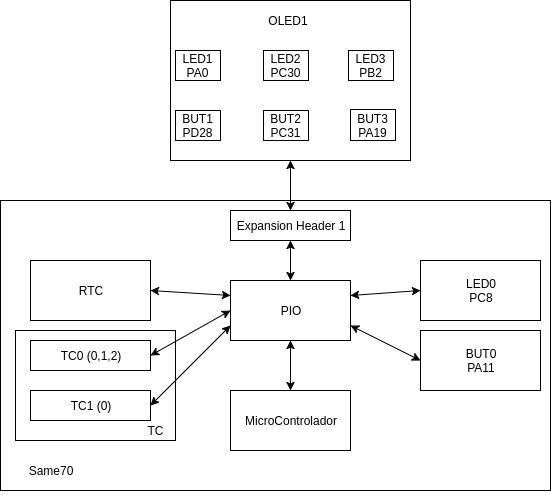 OLED1
LED1
PA0
LED2
PC30
LED3
PB2
BUT1
PD28
BUT2
PC31
BUT3
PA19
Expansion Header 1
RTC
PIO
LED0
PC8
TC0 (0,1,2)
BUT0
PA11
TC1 (0)
TC
MicroControlador
Same70